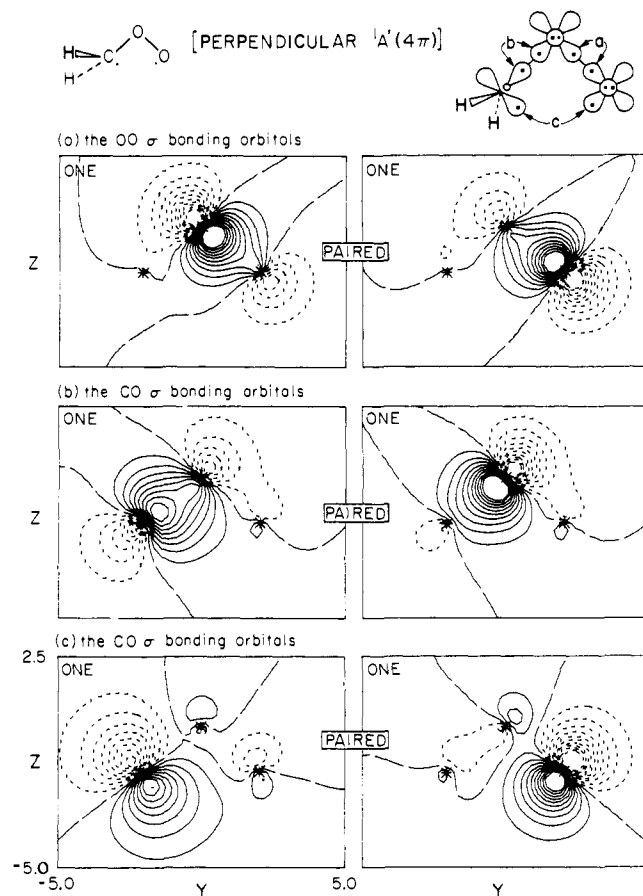 H C O O
H
[PERPENDICULAR ¹A'(4π)]
b a
H
H
c
(a) the OO σ bonding orbitals
ONE
ONE
Z
PAIRED
(b) the CO σ bonding orbitals
ONE
ONE
Z
PAIRED
(c) the CO σ bonding orbitals
2.5
ONE
ONE
Z
PAIRED
-5.0
-5.0 Y 5.0 Y